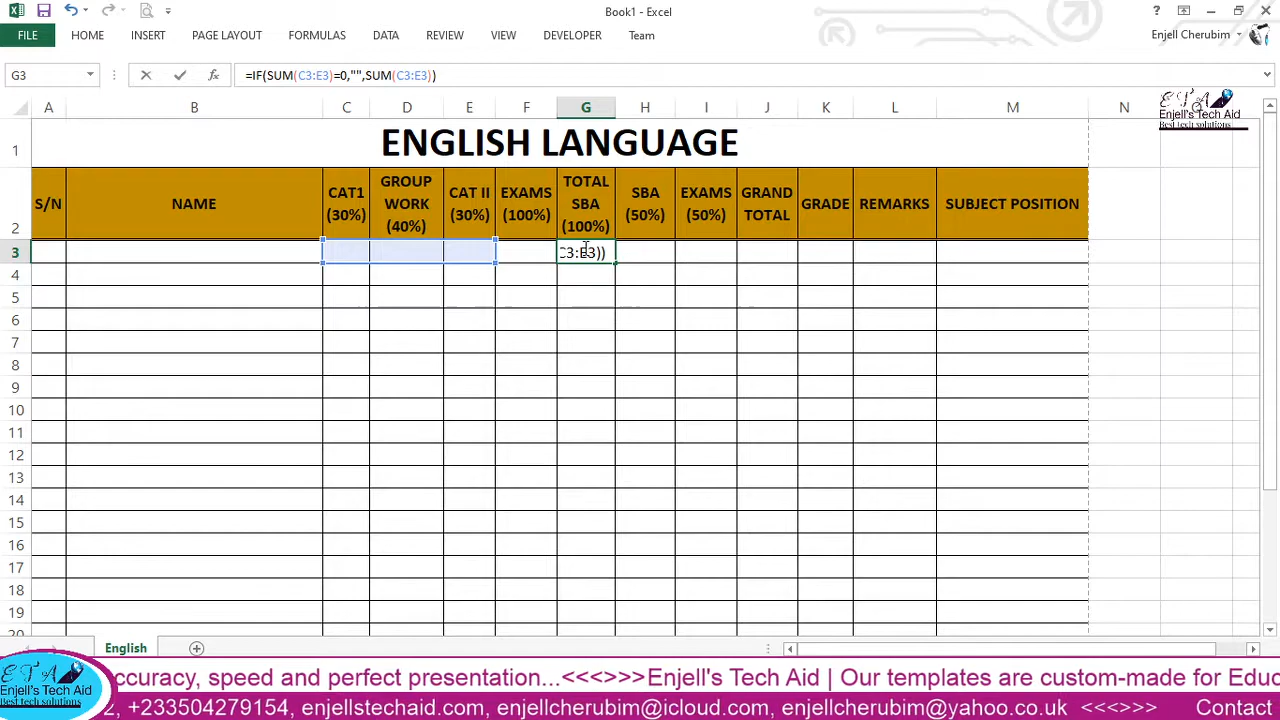 Book1 - Excel
FILE HOME INSERT PAGE LAYOUT FORMULAS DATA REVIEW VIEW DEVELOPER Team
Enjell Cherubim
G3
=IF(SUM(C3:E3)=0,"",SUM(C3:E3))
A B C D E F G H I J K L M N
ETA
Enjell's Tech Aid
Best tech solutions
1 ENGLISH LANGUAGE
2 S/N NAME CAT1 (30%) GROUP WORK (40%) CAT II (30%) EXAMS (100%) TOTAL SBA (100%) SBA (50%) EXAMS (50%) GRAND TOTAL GRADE REMARKS SUBJECT POSITION
3 C3:E3))
4
5
6
7
8
9
10
11
12
13
14
15
16
17
18
19
20
English
ETA
Enjell's Tech Aid
Best tech solutions
ccuracy, speed and perfect presentation...<<<>>>Enjell's Tech Aid | Our templates are custom-made for Educ
2, +233504279154, enjellstechaid.com, enjellcherubim@icloud.com, enjellcherubim@yahoo.co.uk <<<>>> Contact